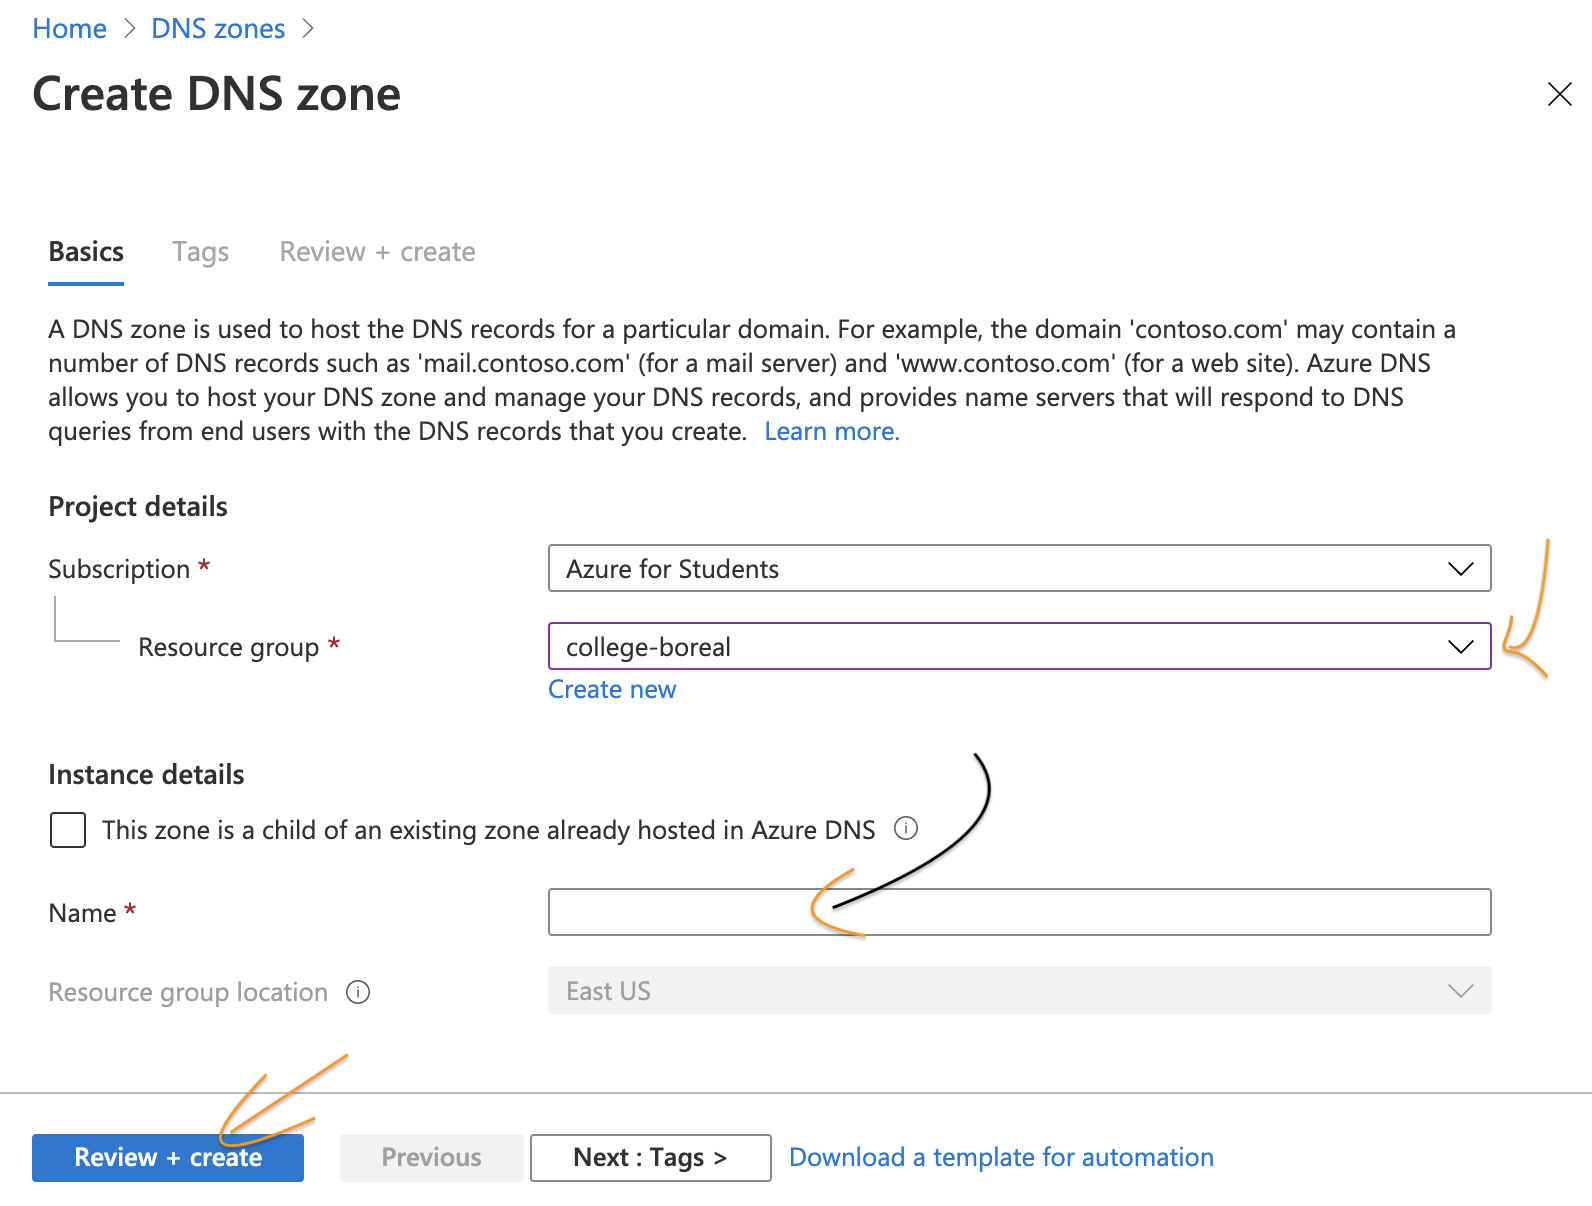 Home > DNS zones >
Create DNS zone
Basics Tags Review + create
A DNS zone is used to host the DNS records for a particular domain. For example, the domain 'contoso.com' may contain a
number of DNS records such as 'mail.contoso.com' (for a mail server) and 'www.contoso.com' (for a web site). Azure DNS
allows you to host your DNS zone and manage your DNS records, and provides name servers that will respond to DNS
queries from end users with the DNS records that you create. Learn more.
Project details
Subscription * Azure for Students
Resource group * college-boreal
Create new
Instance details
This zone is a child of an existing zone already hosted in Azure DNS
Name *
Resource group location East US
Review + create Previous Next : Tags > Download a template for automation